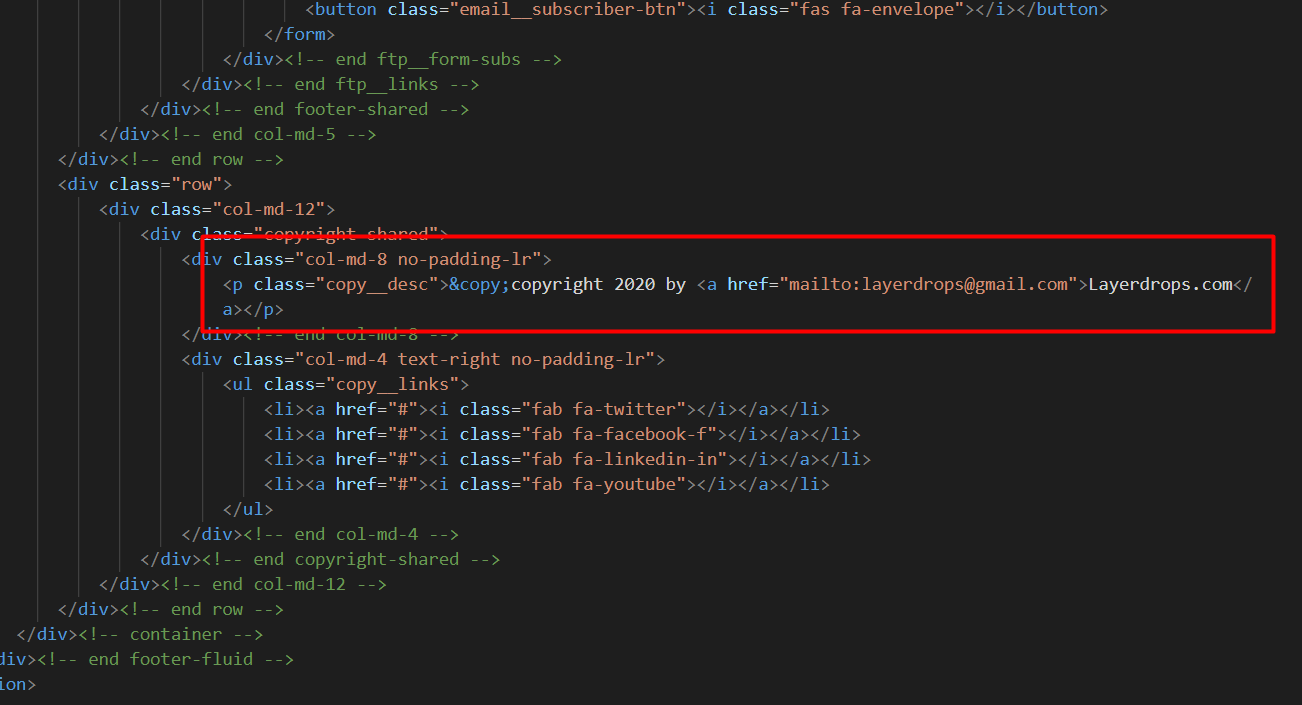 <button class="email__subscriber-btn"><i class="fas fa-envelope"></i></button>
</form>
</div><!-- end ftp__form-subs -->
</div><!-- end ftp__links -->
</div><!-- end footer-shared -->
</div><!-- end col-md-5 -->
</div><!-- end row -->
<div class="row">
<div class="col-md-12">
<div class="copyright-shared">
<div class="col-md-8 no-padding-lr">
<p class="copy__desc">&copy;copyright 2020 by <a href="mailto:layerdrops@gmail.com">Layerdrops.com</
a></p>
</div><!-- end col-md-8 -->
<div class="col-md-4 text-right no-padding-lr">
<ul class="copy__links">
<li><a href="#"><i class="fab fa-twitter"></i></a></li>
<li><a href="#"><i class="fab fa-facebook-f"></i></a></li>
<li><a href="#"><i class="fab fa-linkedin-in"></i></a></li>
<li><a href="#"><i class="fab fa-youtube"></i></a></li>
</ul>
</div><!-- end col-md-4 -->
</div><!-- end copyright-shared -->
</div><!-- end col-md-12 -->
</div><!-- end row -->
</div><!-- container -->
div><!-- end footer-fluid -->
ion>